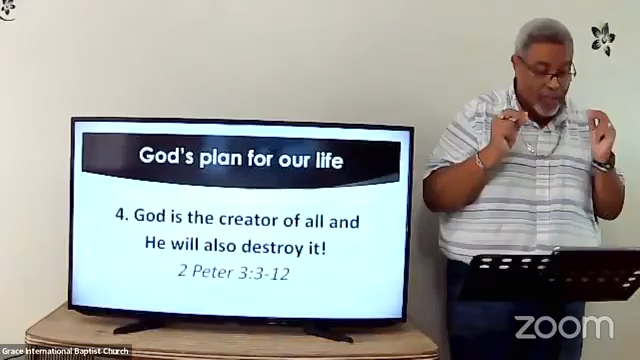 God's plan for our life
4. God is the creator of all and
He will also destroy it!
2 Peter 3:3-12
Grace International Baptist Church
zoom